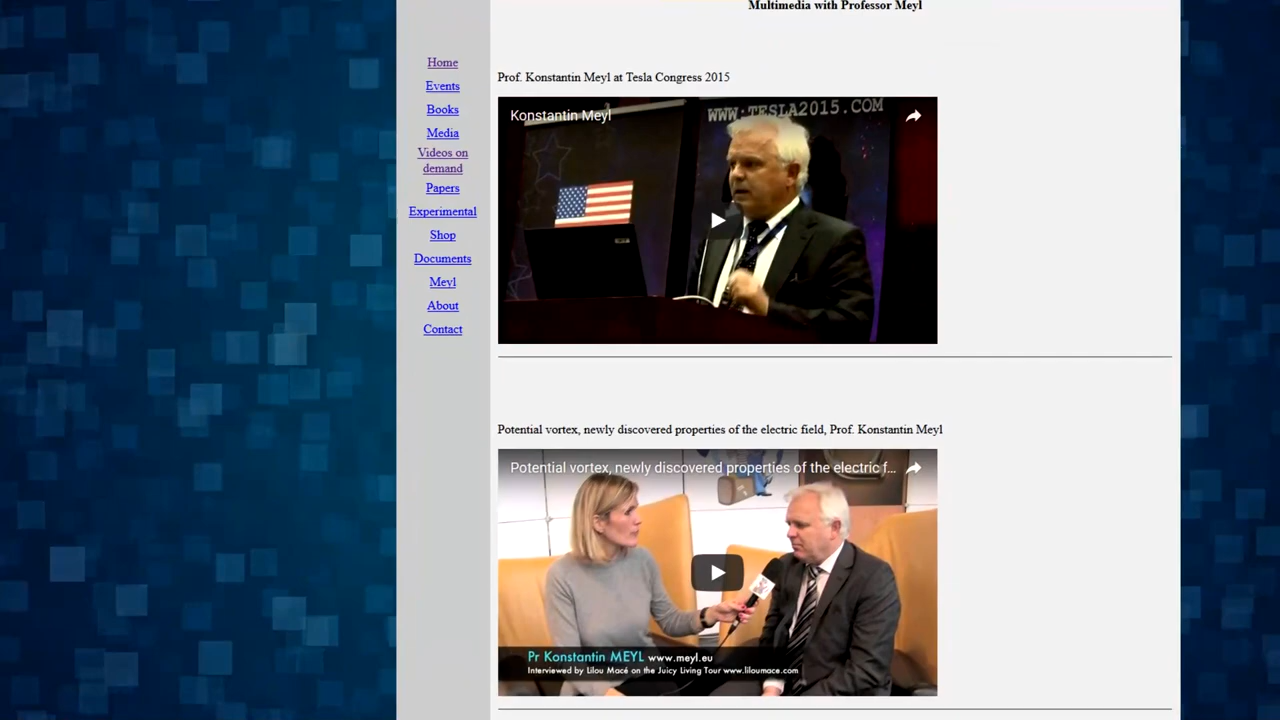 Multimedia with Professor Meyl
Home
Events
Books
Media
Videos on
demand
Papers
Experimental
Shop
Documents
Meyl
About
Contact
Prof. Konstantin Meyl at Tesla Congress 2015
Konstantin Meyl
WWW.TESLA2015.COM
Potential vortex, newly discovered properties of the electric field, Prof. Konstantin Meyl
Potential vortex, newly discovered properties of the electric f...
Pr Konstantin MEYL www.meyl.eu
Interviewed by Lilou Macé on the Juicy Living Tour www.liloumace.com